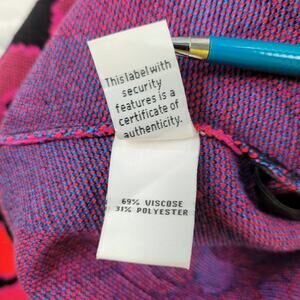 This label with
security
features is a
certificate of
authenticity.
69% VISCOSE
31% POLYESTER